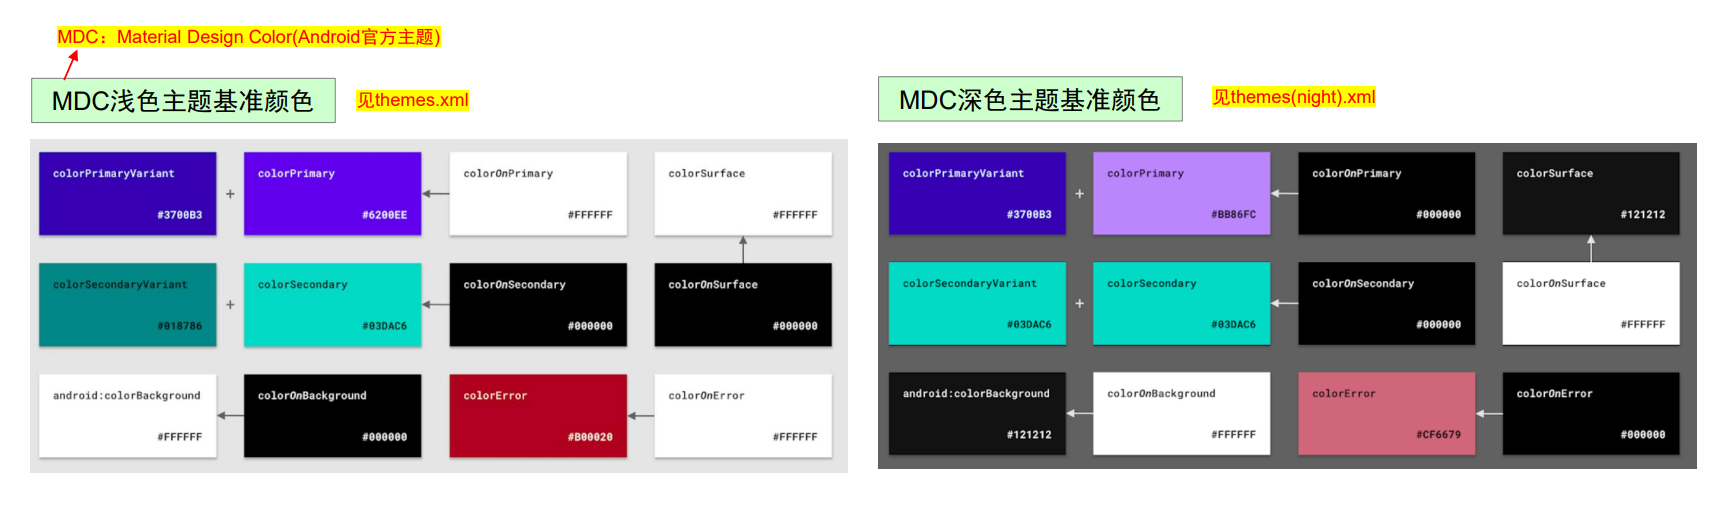 MDC：Material Design Color(Android官方主题)
MDC浅色主题基准颜色
见themes.xml
colorPrimaryVariant
#3700B3
+
colorPrimary
#6200EE
colorOnPrimary
#FFFFFF
colorSurface
#FFFFFF
colorSecondaryVariant
#018786
+
colorSecondary
#03DAC6
colorOnSecondary
#000000
colorOnSurface
#000000
android:colorBackground
#FFFFFF
colorOnBackground
#000000
colorError
#B00020
colorOnError
#FFFFFF
MDC深色主题基准颜色
见themes(night).xml
colorPrimaryVariant
#3700B3
+
colorPrimary
#BB86FC
colorOnPrimary
#000000
colorSurface
#121212
colorSecondaryVariant
#03DAC6
+
colorSecondary
#03DAC6
colorOnSecondary
#000000
colorOnSurface
#FFFFFF
android:colorBackground
#121212
colorOnBackground
#FFFFFF
colorError
#CF6679
colorOnError
#000000